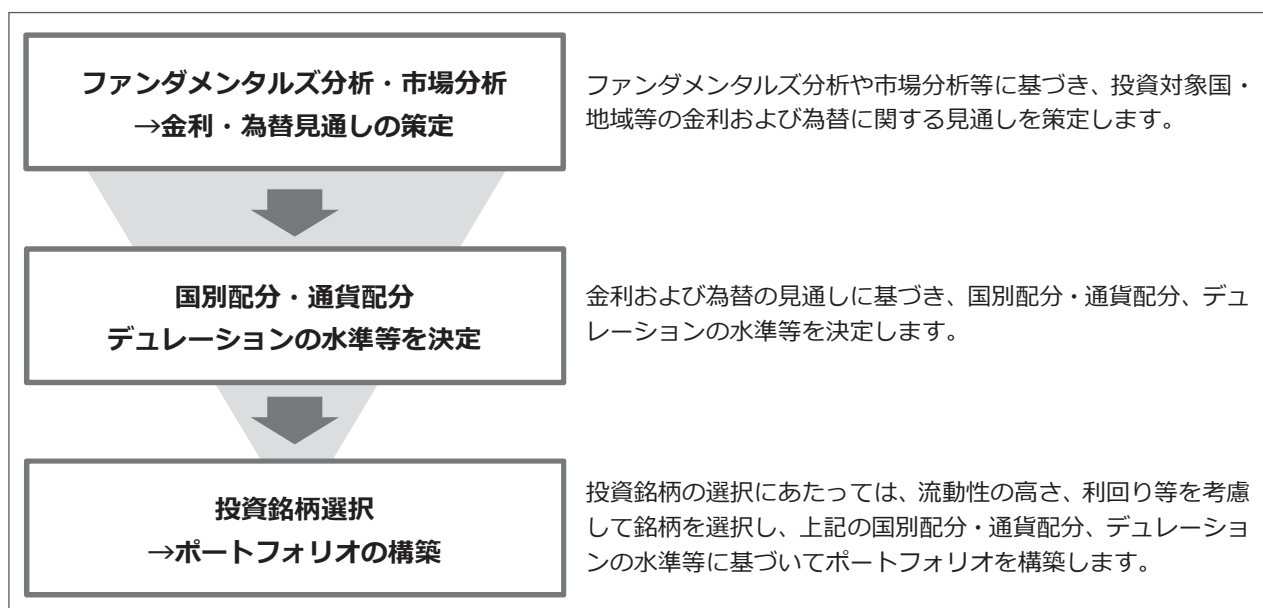 ファンダメンタルズ分析・市場分析
→金利・為替見通しの策定
ファンダメンタルズ分析や市場分析等に基づき、投資対象国・
地域等の金利および為替に関する見通しを策定します。
国別配分・通貨配分
デュレーションの水準等を決定
金利および為替の見通しに基づき、国別配分・通貨配分、デュ
レーションの水準等を決定します。
投資銘柄選択
→ポートフォリオの構築
投資銘柄の選択にあたっては、流動性の高さ、利回り等を考慮
して銘柄を選択し、上記の国別配分・通貨配分、デュレーショ
ンの水準等に基づいてポートフォリオを構築します。